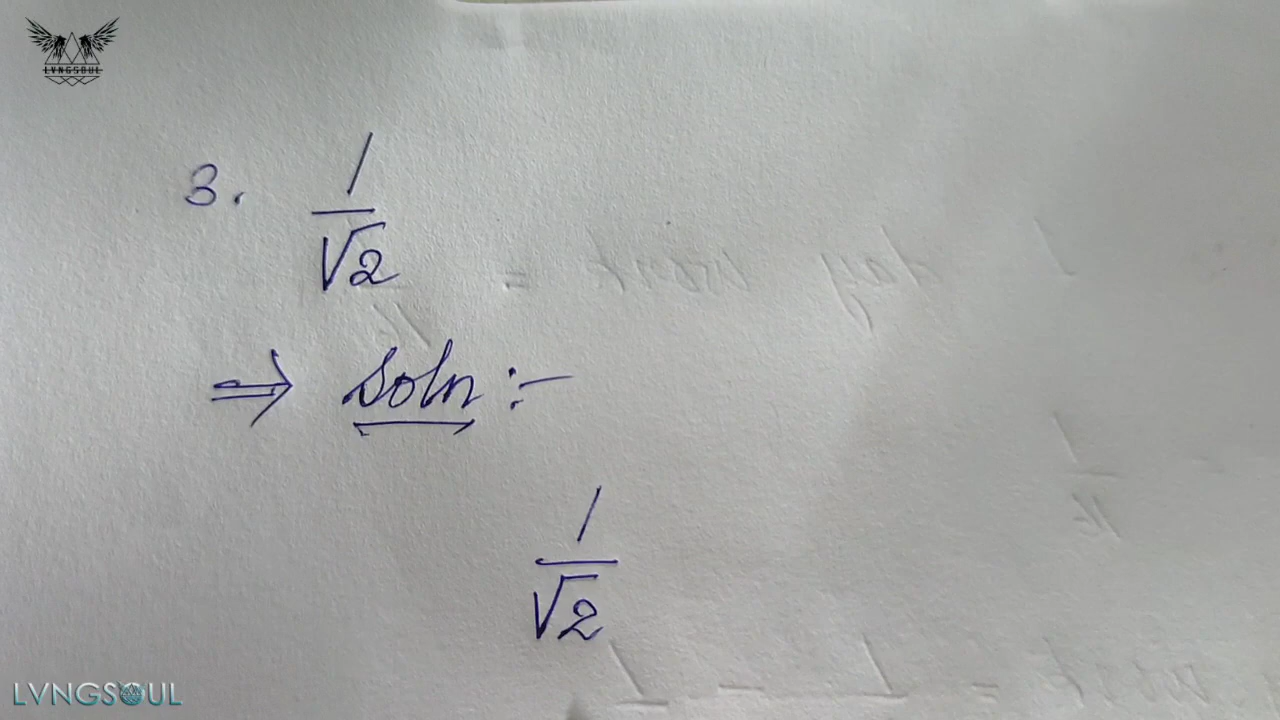 LVNGSOUL
3. 1/√2
⇒ Soln :-
1/√2
LVNGSOUL